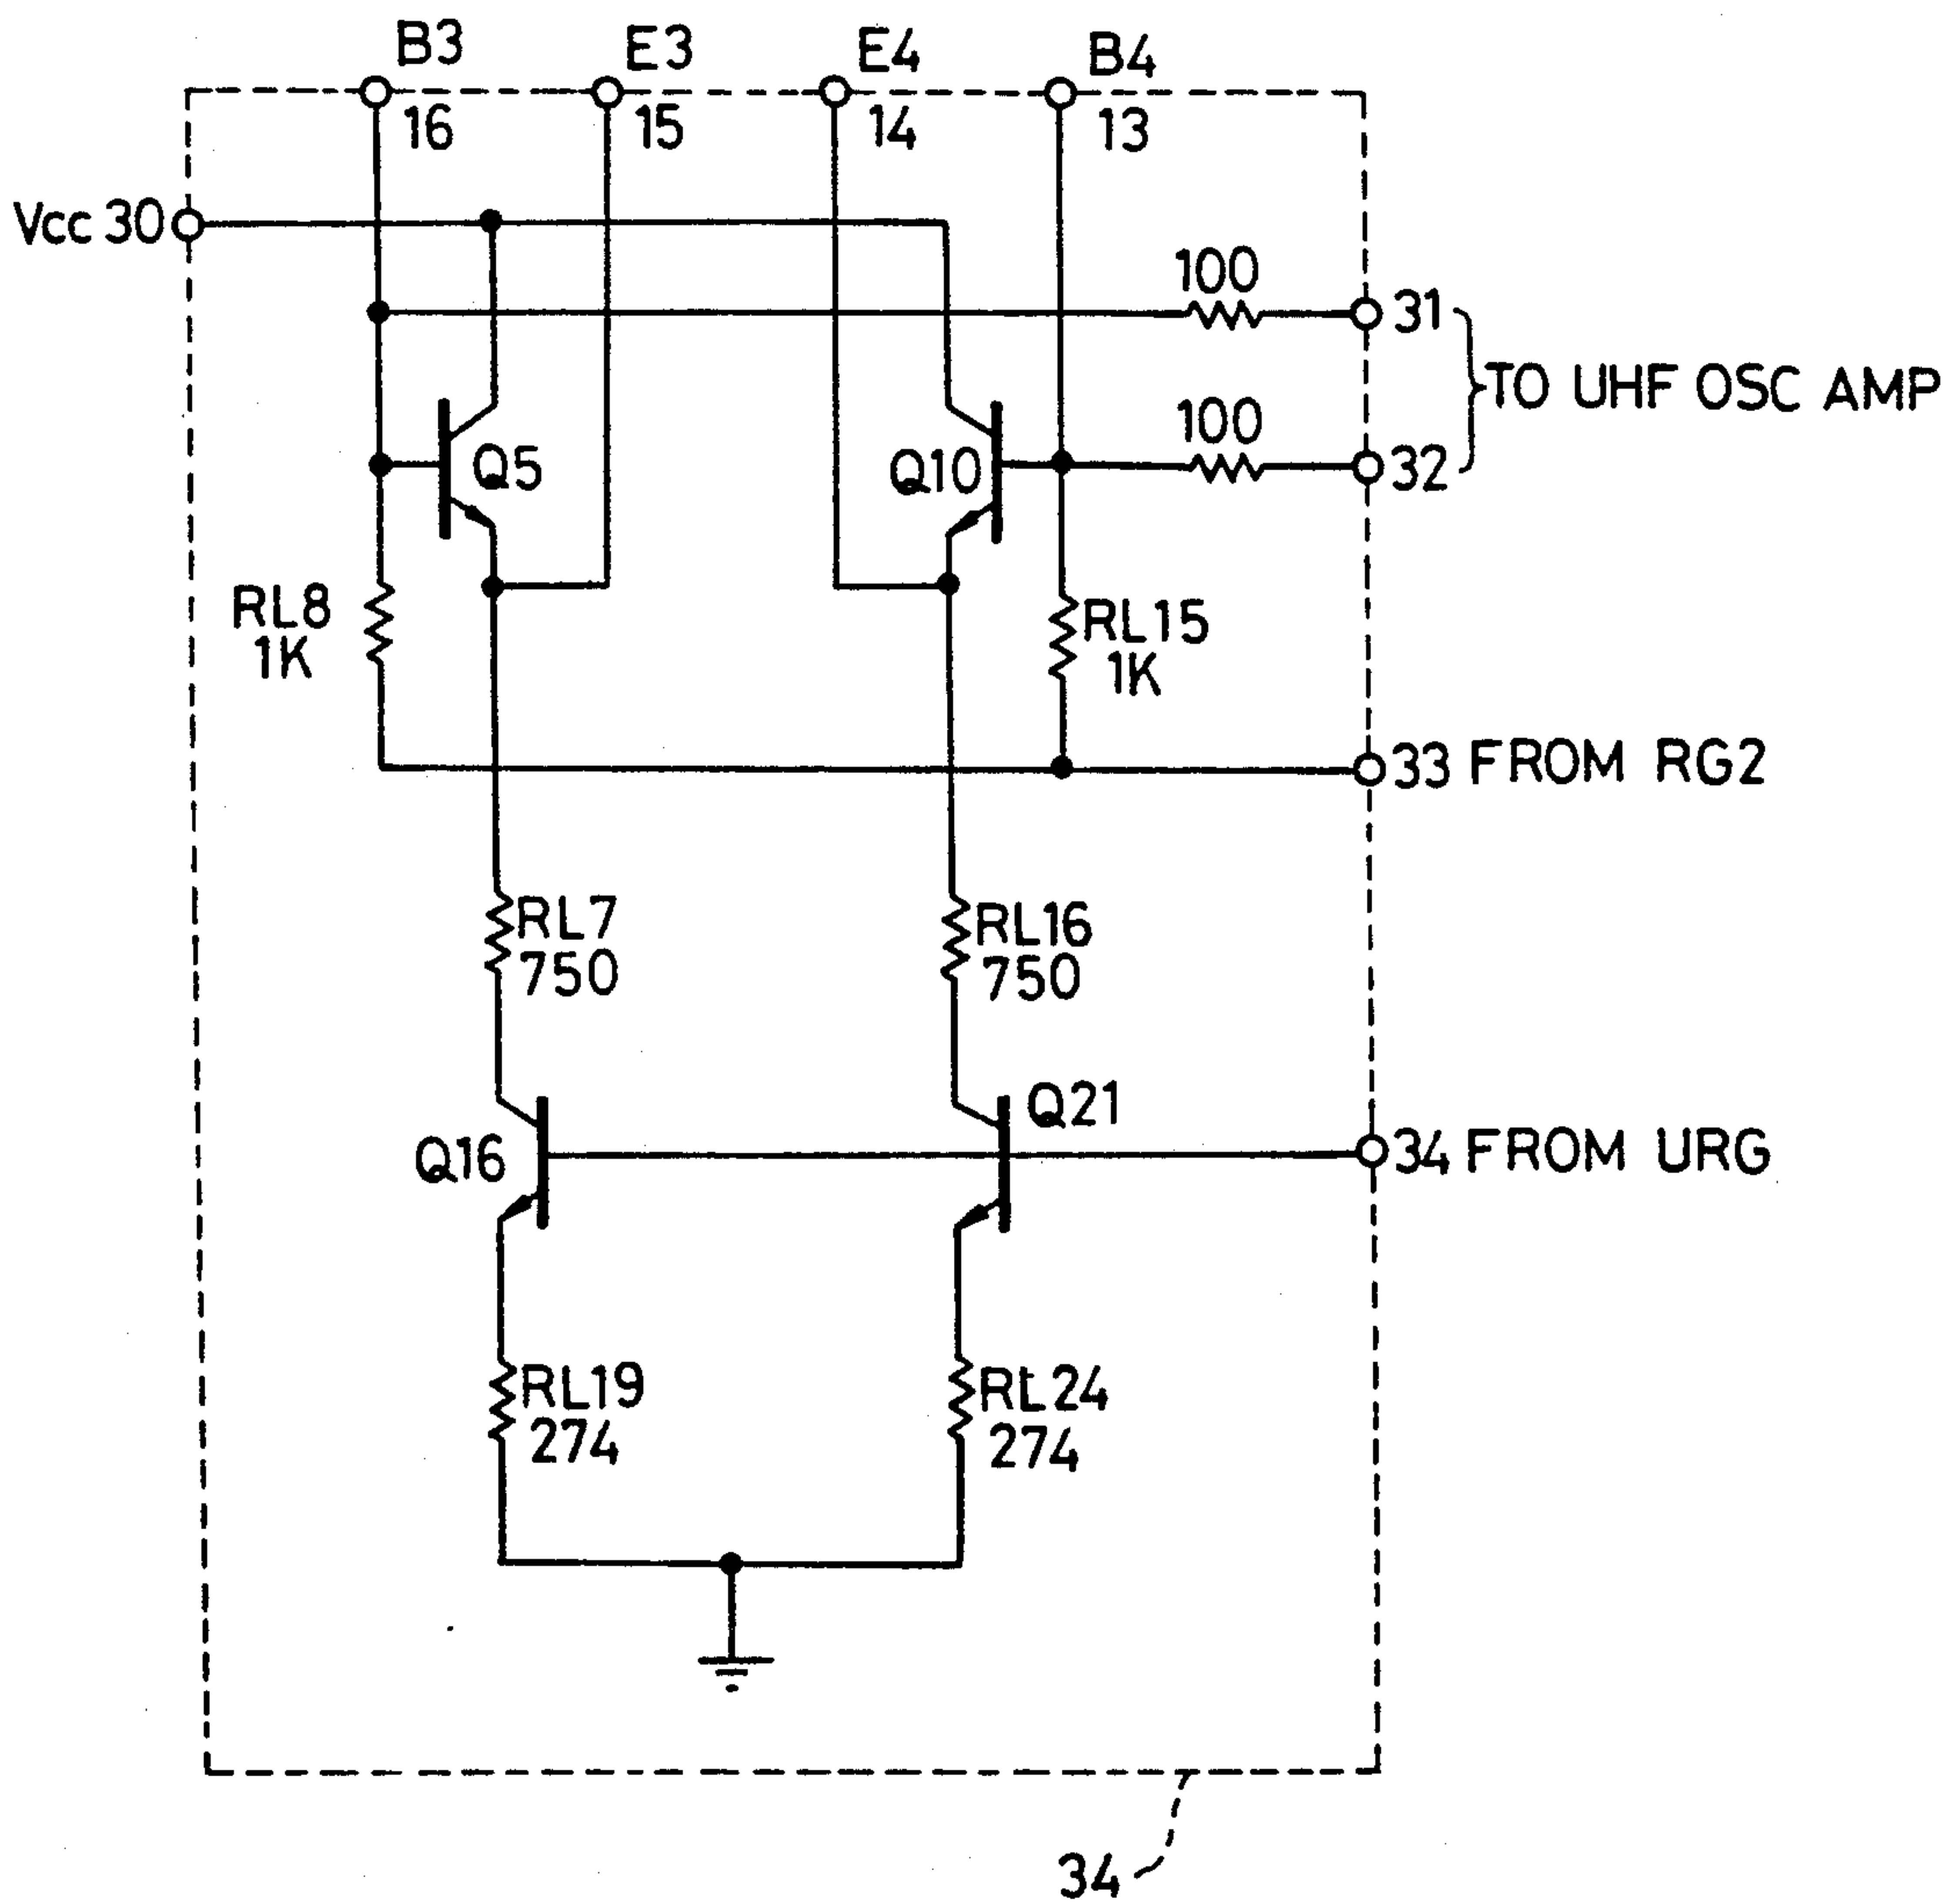 B3
E3
E4
B4
16
15
14
13
Vcc 30
100
31
TO UHF OSC AMP
100
32
Q5
Q10
RL8
1K
RL15
1K
33 FROM RG2
RL7
750
RL16
750
Q16
Q21
34 FROM URG
RL19
274
RL24
274
34